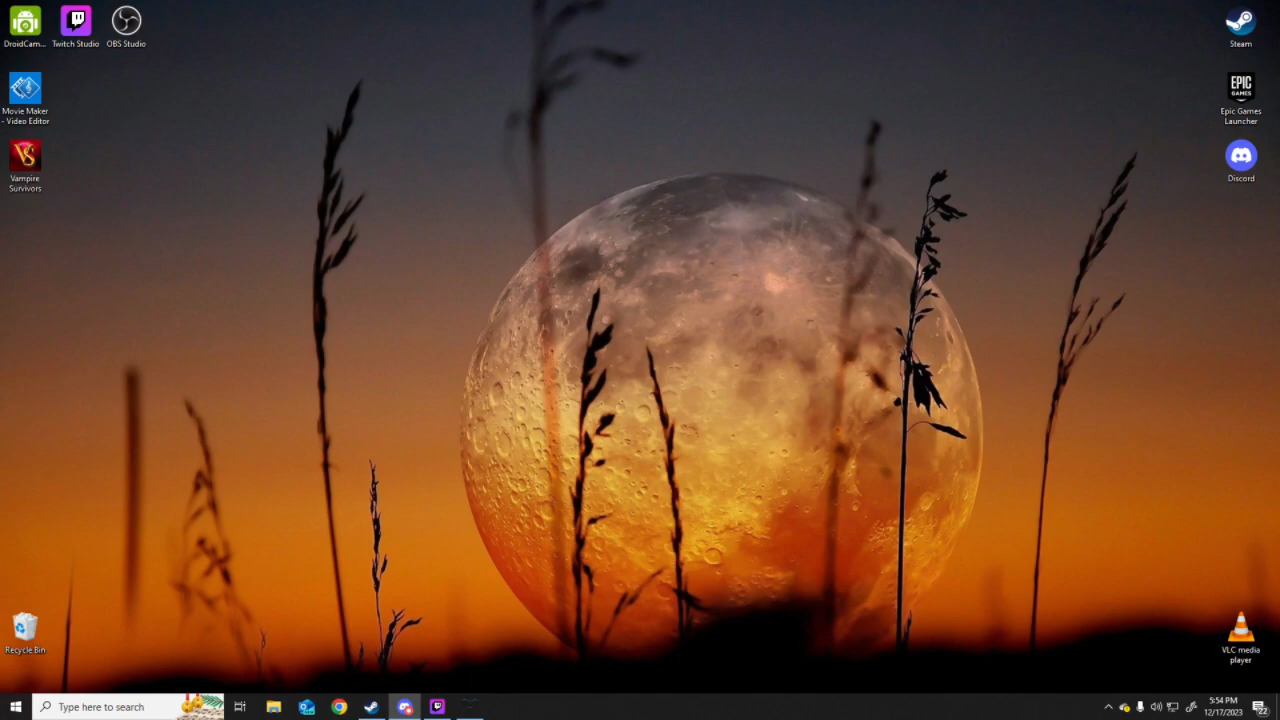 DroidCam...
Twitch Studio
OBS Studio
Movie Maker
- Video Editor
Vampire
Survivors
Steam
EPIC
GAMES
Epic Games
Launcher
Discord
Recycle Bin
VLC media
player
Type here to search
5:54 PM
12/17/2023
22